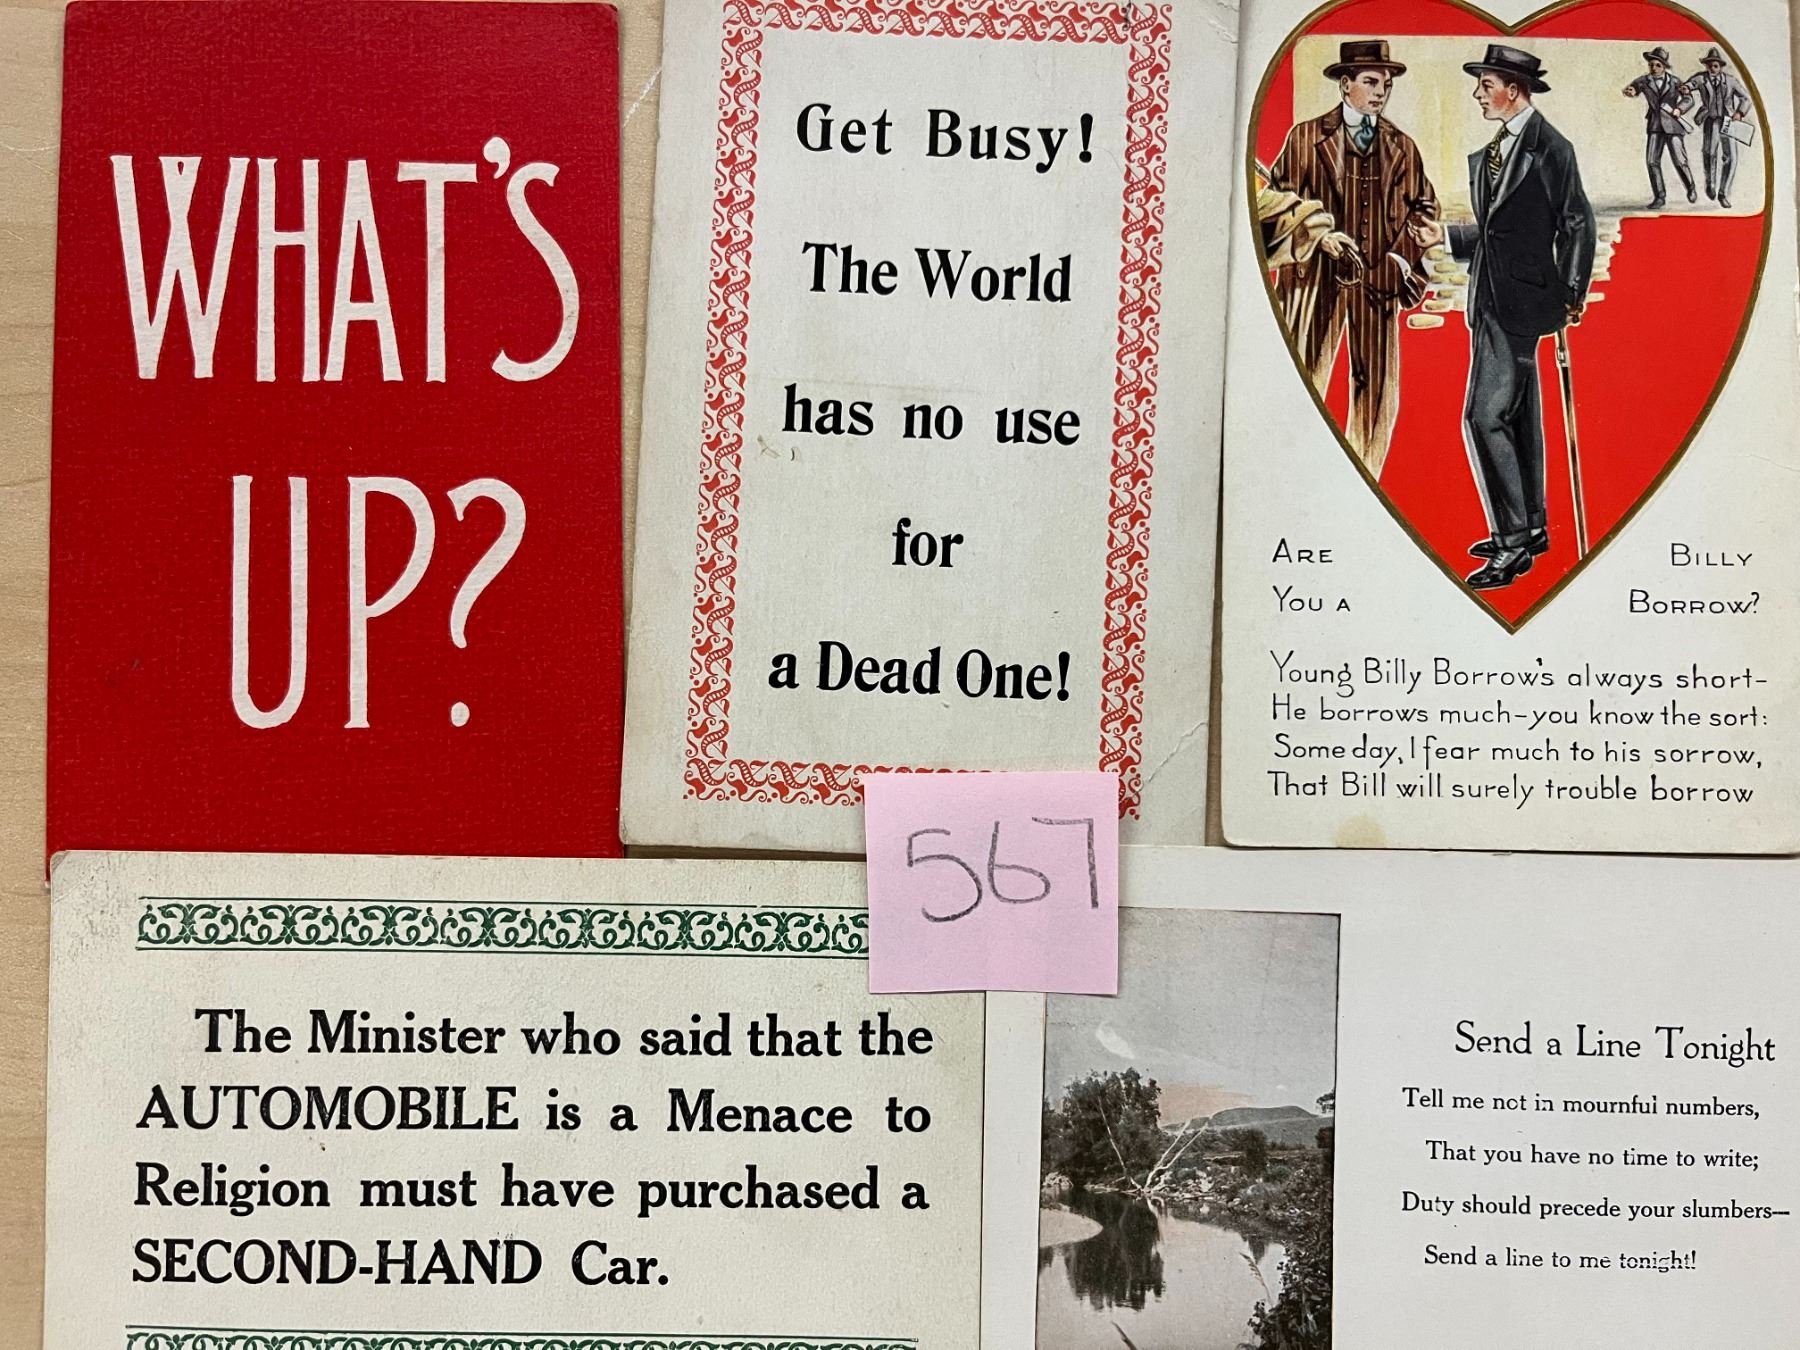 WHAT'S
UP?
Get Busy!
The World
has no use
for
a Dead One!
ARE
YOU A
BILLY
BORROW?
Young Billy Borrow's always short-
He borrows much-you know the sort:
Some day, I fear much to his sorrow,
That Bill will surely trouble borrow
567
The Minister who said that the
AUTOMOBILE is a Menace to
Religion must have purchased a
SECOND-HAND Car.
Send a Line Tonight
Tell me not in mournful numbers,
That you have no time to write;
Duty should precede your slumbers—
Send a line to me tonight!